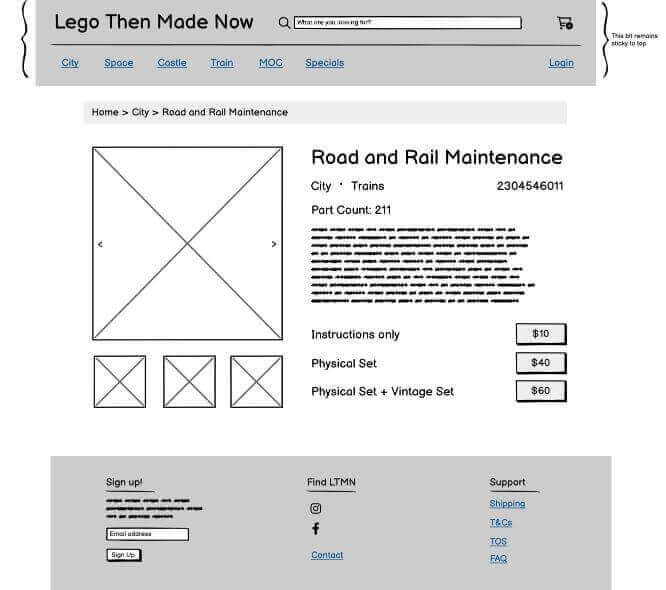 Lego Then Made Now
What are you looking for?
This bit remains
sticky to top
City Space Castle Train MOC Specials Login
Home > City > Road and Rail Maintenance
Road and Rail Maintenance
City · Trains 2304546011
Part Count: 211
< >
Instructions only $10
Physical Set $40
Physical Set + Vintage Set $60
Sign up!
Email address
Sign Up
Find LTMN
Contact
Support
Shipping
T&Cs
TOS
FAQ